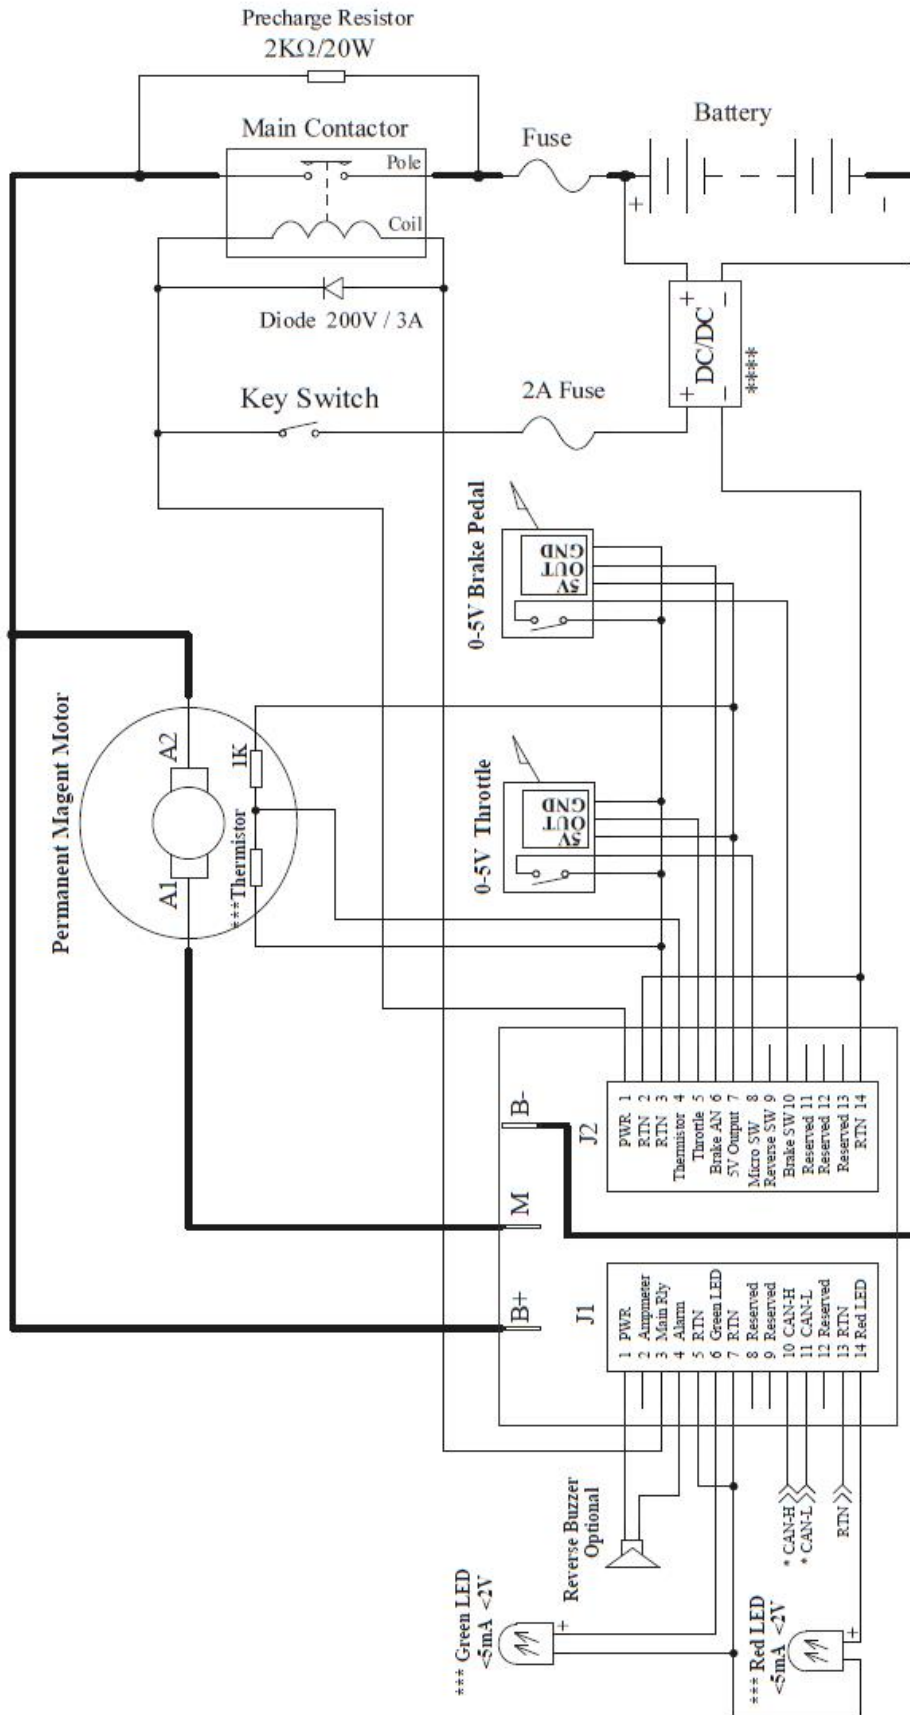 Precharge Resistor
2KΩ/20W
Main Contactor
Pole
Coil
Fuse
Battery
+
-
Diode 200V / 3A
+
-
DC/DC
+
-
****
Key Switch
2A Fuse
0-5V Brake Pedal
GND
OUT
5V
Permanent Magent Motor
A2
A1
1K
***Thermistor
0-5V Throttle
GND
OUT
5V
B-
M
B+
J2
PWR 1
RTN 2
RTN 3
Thermistor 4
Throttle 5
Brake AN 6
5V Output 7
Micro SW 8
Reverse SW 9
Brake SW 10
Reserved 11
Reserved 12
Reserved 13
RTN 14
J1
1 PWR
2 Ampmeter
3 Main Rly
4 Alarm
5 RTN
6 Green LED
7 RTN
8 Reserved
9 Reserved
10 CAN-H
11 CAN-L
12 Reserved
13 RTN
14 Red LED
Reverse Buzzer
Optional
* CAN-H
* CAN-L
RTN
*** Green LED
<5mA <2V
+
*** Red LED
<5mA <2V
+